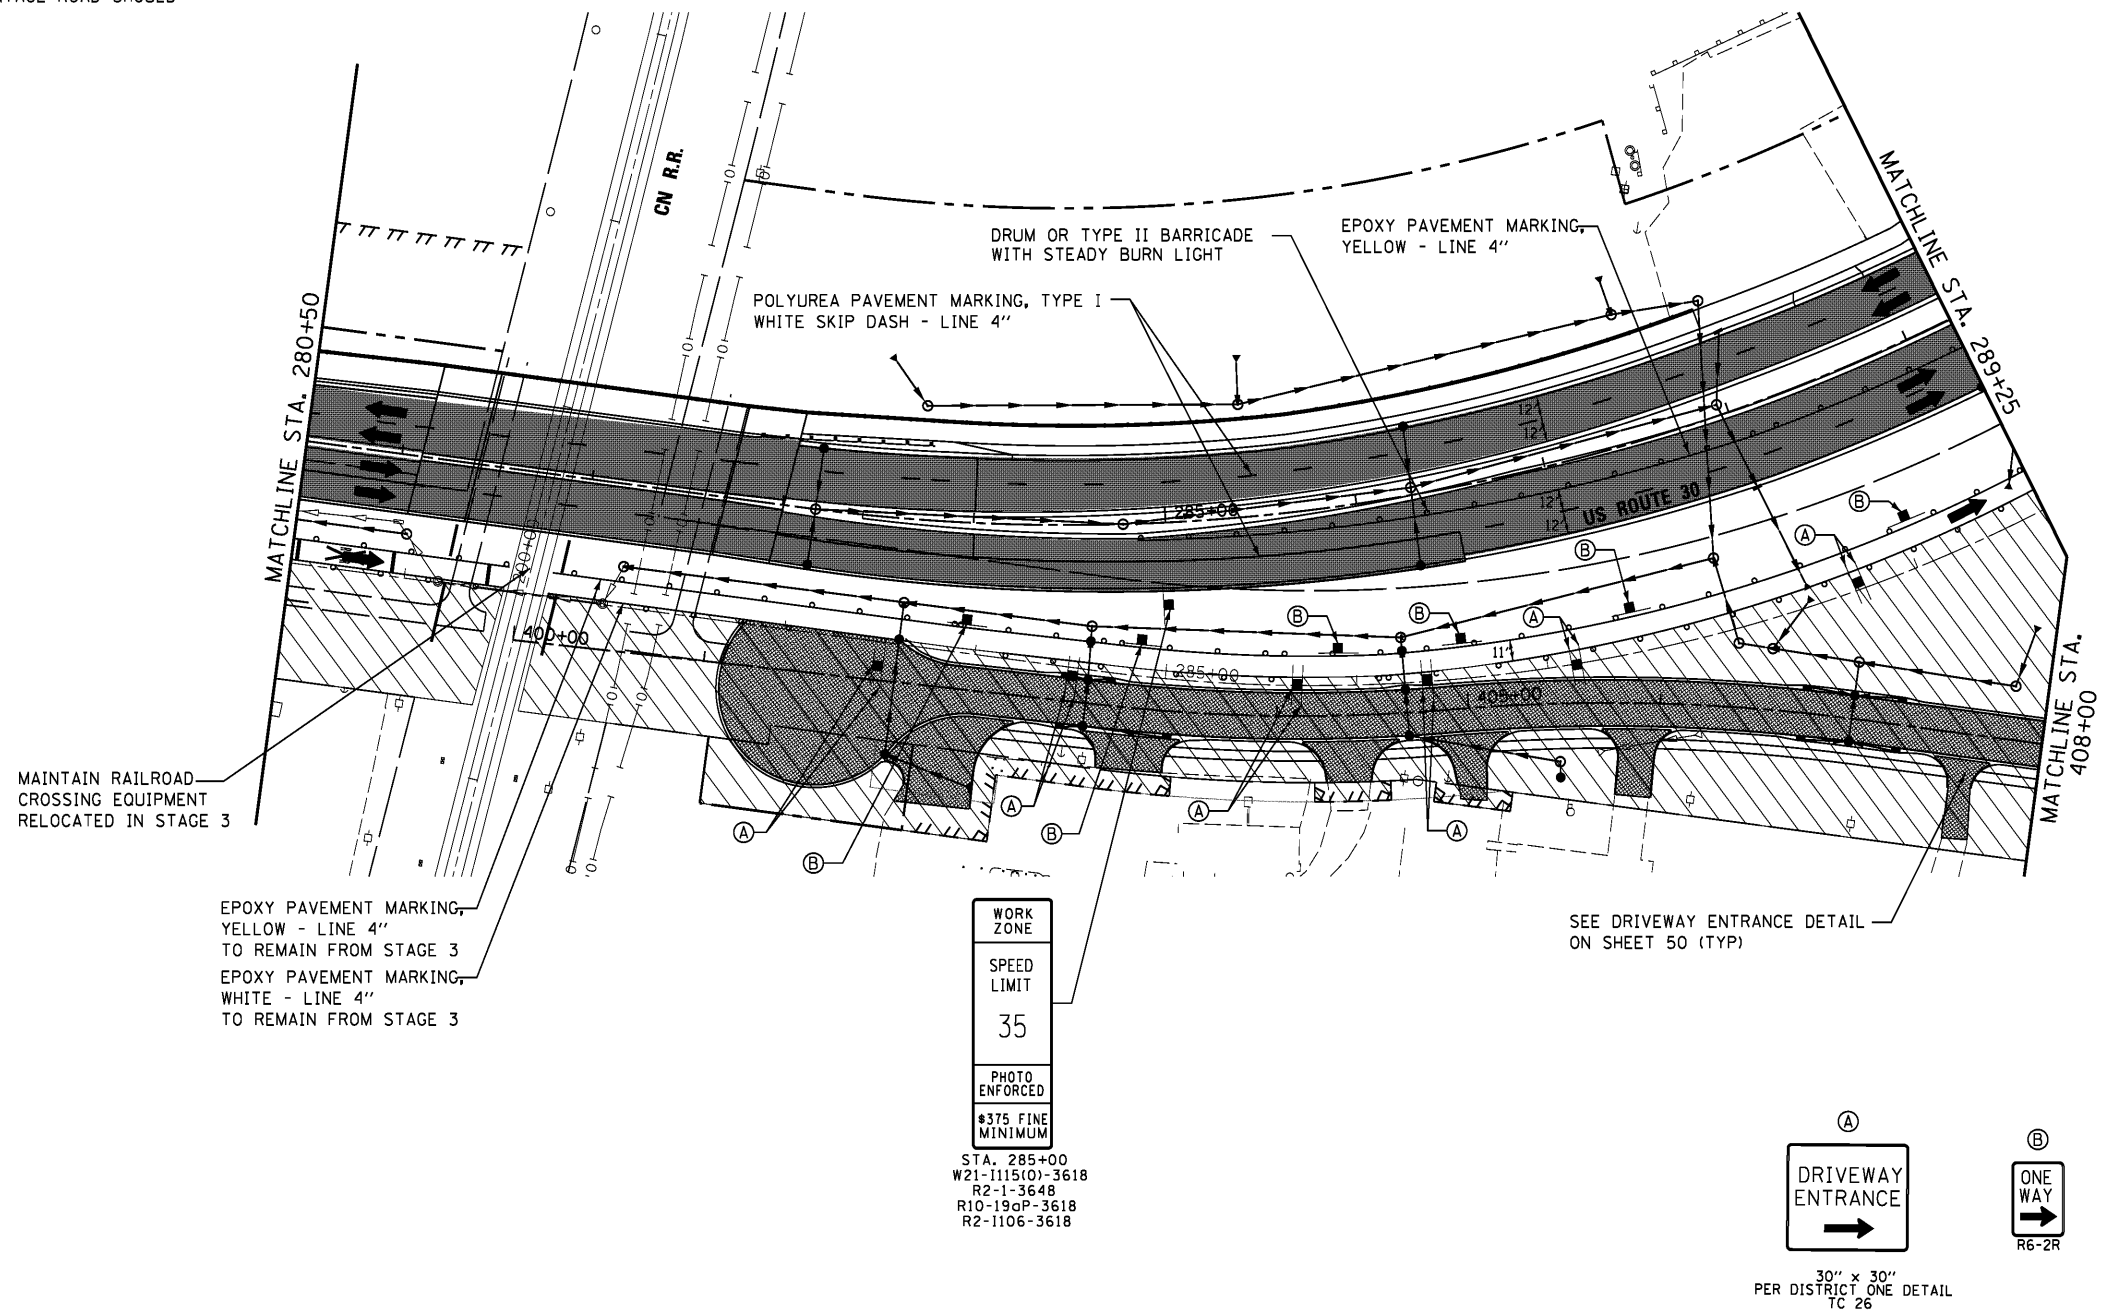 CN R.R.
DRUM OR TYPE II BARRICADE
WITH STEADY BURN LIGHT
EPOXY PAVEMENT MARKING,
YELLOW - LINE 4"
POLYUREA PAVEMENT MARKING, TYPE I
WHITE SKIP DASH - LINE 4"
MATCHLINE STA. 280+50
MATCHLINE STA. 289+25
12'
12'
285+00
12'
12'
US ROUTE 30
B
A
B
400+00
400+00
B
B
A
11'
285+00
405+00
MATCHLINE STA.
408+00
MAINTAIN RAILROAD
CROSSING EQUIPMENT
RELOCATED IN STAGE 3
A
B
A
B
A
A
EPOXY PAVEMENT MARKING,
YELLOW - LINE 4"
TO REMAIN FROM STAGE 3
EPOXY PAVEMENT MARKING,
WHITE - LINE 4"
TO REMAIN FROM STAGE 3
WORK
ZONE
SPEED
LIMIT
35
PHOTO
ENFORCED
$375 FINE
MINIMUM
STA. 285+00
W21-I115(O)-3618
R2-1-3648
R10-19aP-3618
R2-I106-3618
SEE DRIVEWAY ENTRANCE DETAIL
ON SHEET 50 (TYP)
A
DRIVEWAY
ENTRANCE
30" x 30"
PER DISTRICT ONE DETAIL
TC 26
B
ONE
WAY
R6-2R